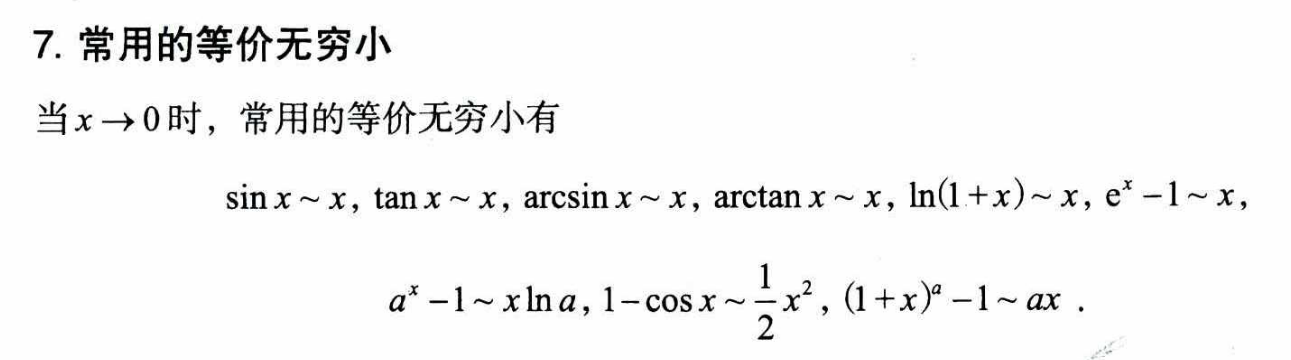 7. 常用的等价无穷小
当 x → 0 时，常用的等价无穷小有
sin x ~ x, tan x ~ x, arcsin x ~ x, arctan x ~ x, ln(1+x) ~ x, eˣ −1 ~ x,
aˣ −1 ~ x ln a, 1−cos x ~ 1/2 x², (1+x)ᵃ −1 ~ ax .